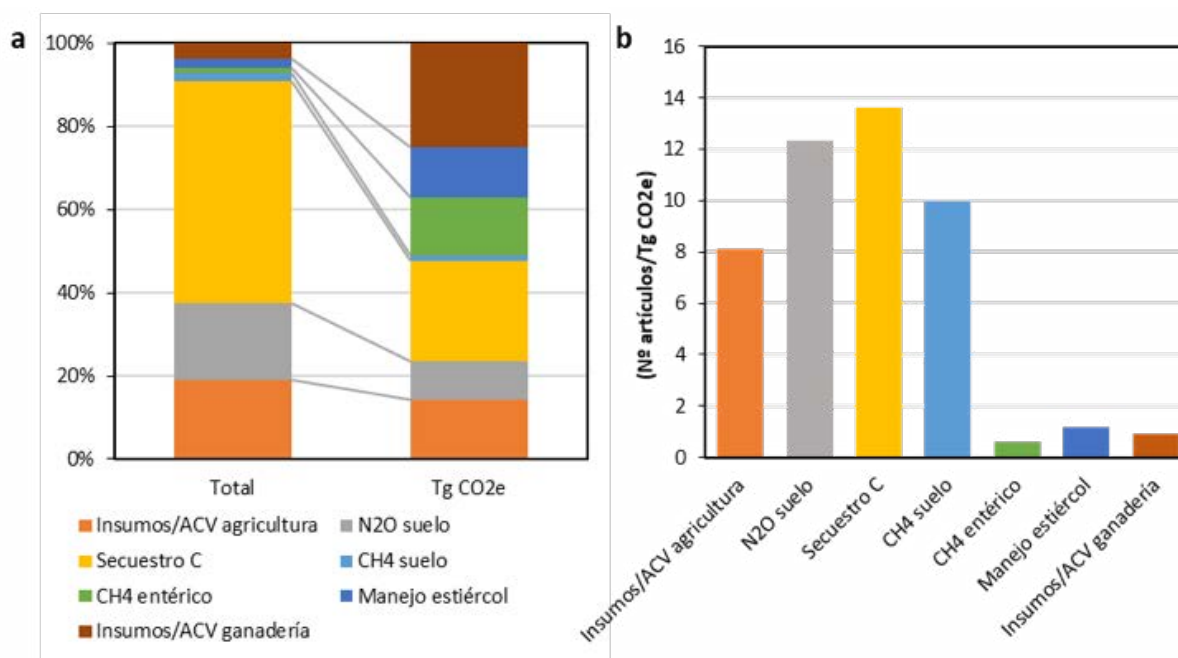 a
100%
80%
60%
40%
20%
0%
Total
Tg CO2e
Insumos/ACV agricultura
N2O suelo
Secuestro C
CH4 suelo
CH4 entérico
Manejo estiércol
Insumos/ACV ganadería
b
(Nº artículos/Tg CO2e)
16
14
12
10
8
6
4
2
0
Insumos/ACV agricultura
N2O suelo
Secuestro C
CH4 suelo
CH4 entérico
Manejo estiércol
Insumos/ACV ganadería